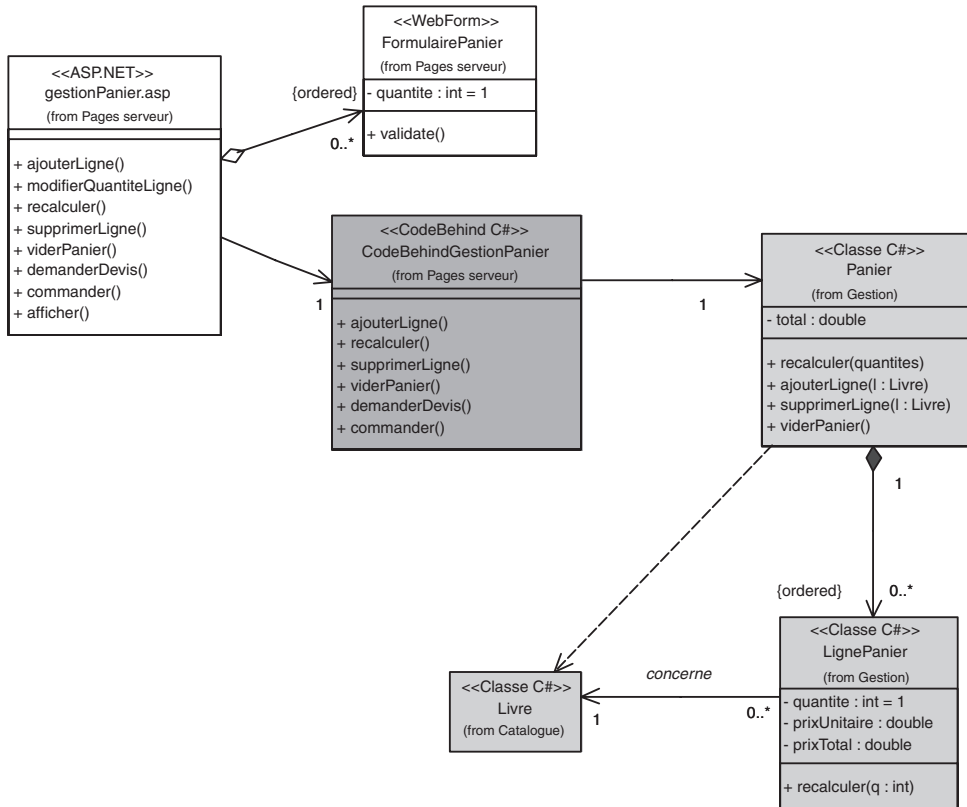 <<WebForm>>
FormulairePanier
(from Pages serveur)
- quantite : int = 1
+ validate()
<<ASP.NET>>
gestionPanier.asp
(from Pages serveur)
+ ajouterLigne()
+ modifierQuantiteLigne()
+ recalculer()
+ supprimerLigne()
+ viderPanier()
+ demanderDevis()
+ commander()
+ afficher()
{ordered}
0..*
1
<<CodeBehind C#>>
CodeBehindGestionPanier
(from Pages serveur)
+ ajouterLigne()
+ recalculer()
+ supprimerLigne()
+ viderPanier()
+ demanderDevis()
+ commander()
1
<<Classe C#>>
Panier
(from Gestion)
- total : double
+ recalculer(quantites)
+ ajouterLigne(l : Livre)
+ supprimerLigne(l : Livre)
+ viderPanier()
1
{ordered}
0..*
<<Classe C#>>
LignePanier
(from Gestion)
- quantite : int = 1
- prixUnitaire : double
- prixTotal : double
+ recalculer(q : int)
concerne
0..*
1
<<Classe C#>>
Livre
(from Catalogue)